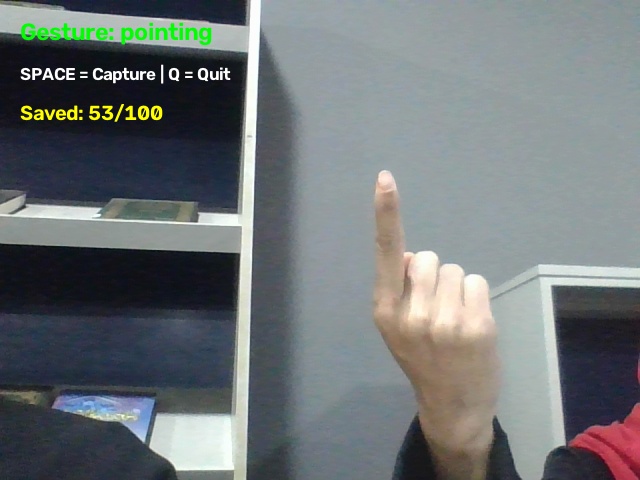 Gesture: pointing
SPACE = Capture | Q = Quit
Saved: 53/100